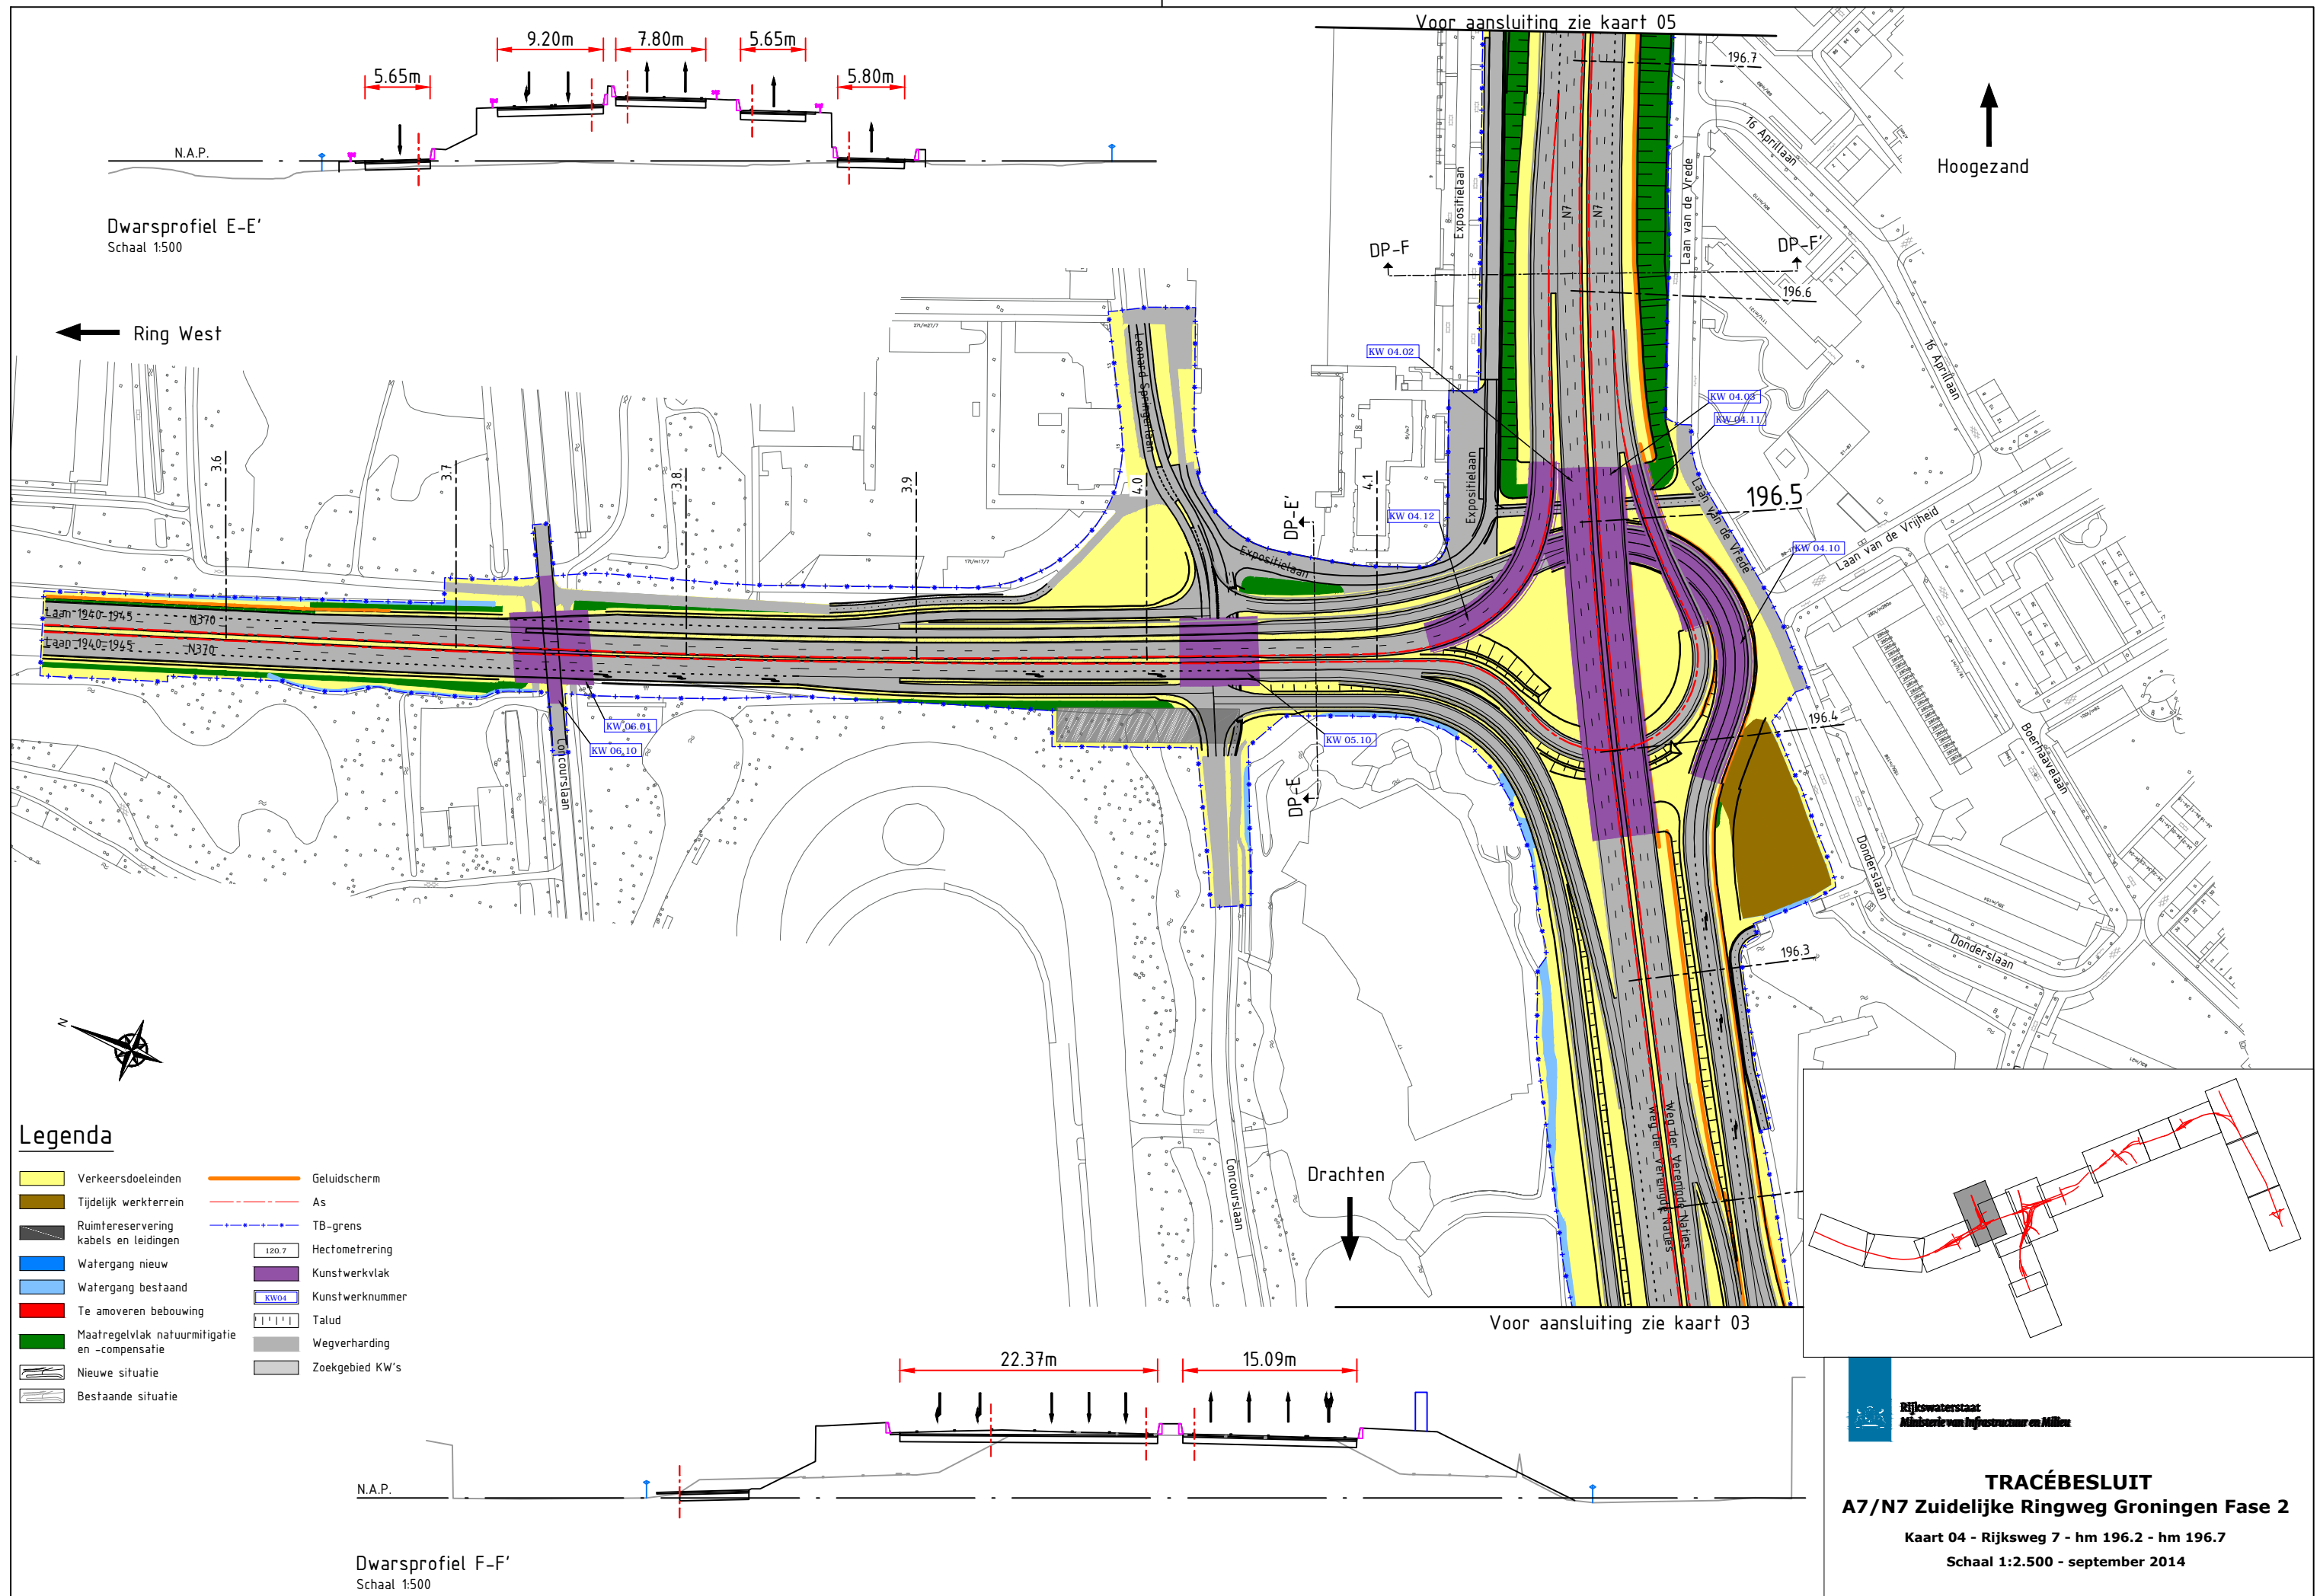 Voor aansluiting zie kaart 05
9.20m
7.80m
5.65m
5.65m
5.80m
N.A.P.
Dwarsprofiel E-E'
Schaal 1:500
Hoogezand
Ring West
196.7
16 Aprillaan
Laan van de Vrede
Expositielaan
N7
N7
DP-F
DP-F'
196.6
16 Aprillaan
Laan van de Vrede
KW 04.02
KW 04.03
KW 04.11
Leonard Springerlaan
3.6
3.7
3.8
3.9
4.0
4.1
DP-E'
Expositielaan
196.5
KW 04.12
Laan van de Vrede
Laan van de Vrijheid
KW 04.10
Expositielaan
Laan 1940-1945
N370
Laan 1940-1945
N370
KW 06.01
KW 06.10
KW 05.10
Concourslaan
DP-E
196.4
Boerhaavelaan
Donderslaan
Donderslaan
196.3
N
Concourslaan
Weg der Verenigde Naties
Weg der Verenigde Naties
Drachten
Voor aansluiting zie kaart 03
Legenda
Verkeersdoeleinden
Tijdelijk werkterrein
Ruimtereservering
kabels en leidingen
Watergang nieuw
Watergang bestaand
Te amoveren bebouwing
Maatregelvlak natuurmitigatie
en -compensatie
Nieuwe situatie
Bestaande situatie
Geluidscherm
As
TB-grens
120.7 Hectometrering
Kunstwerkvlak
KW04 Kunstwerknummer
Talud
Wegverharding
Zoekgebied KW's
22.37m
15.09m
N.A.P.
Dwarsprofiel F-F'
Schaal 1:500
Rijkswaterstaat
Ministerie van Infrastructuur en Milieu
TRACÉBESLUIT
A7/N7 Zuidelijke Ringweg Groningen Fase 2
Kaart 04 - Rijksweg 7 - hm 196.2 - hm 196.7
Schaal 1:2.500 - september 2014